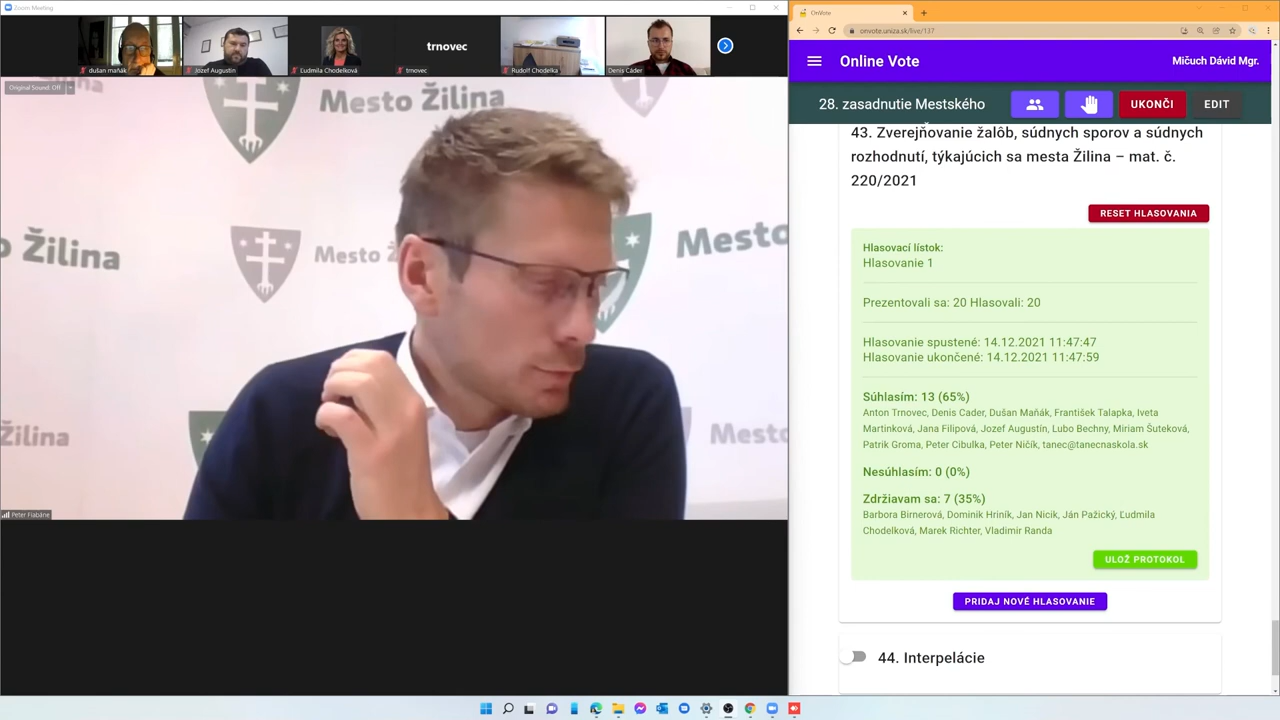 Zoom Meeting
dušan maňák
Jozef Augustín
Ľudmila Chodelková
trnovec
trnovec
Rudolf Chodelka
Denis Cáder
Original Sound: Off
Mesto Žilina
o Žilina
Mesto Ž
Mesto
Žilina
Mesto
Peter Fiabáne
OnVote
onvote.uniza.sk/live/137
Online Vote
Mičuch Dávid Mgr.
28. zasadnutie Mestského
UKONČI
EDIT
43. Zverejňovanie žalôb, súdnych sporov a súdnych
rozhodnutí, týkajúcich sa mesta Žilina – mat. č.
220/2021
RESET HLASOVANIA
Hlasovací lístok:
Hlasovanie 1
Prezentovali sa: 20 Hlasovali: 20
Hlasovanie spustené: 14.12.2021 11:47:47
Hlasovanie ukončené: 14.12.2021 11:47:59
Súhlasím: 13 (65%)
Anton Trnovec, Denis Cader, Dušan Maňák, František Talapka, Iveta
Martinková, Jana Filipová, Jozef Augustín, Lubo Bechny, Miriam Šuteková,
Patrik Groma, Peter Cibulka, Peter Ničík, tanec@tanecnaskola.sk
Nesúhlasím: 0 (0%)
Zdržiavam sa: 7 (35%)
Barbora Birnerová, Dominik Hriník, Jan Nicik, Ján Pažický, Ľudmila
Chodelková, Marek Richter, Vladimir Randa
ULOŽ PROTOKOL
PRIDAJ NOVÉ HLASOVANIE
44. Interpelácie